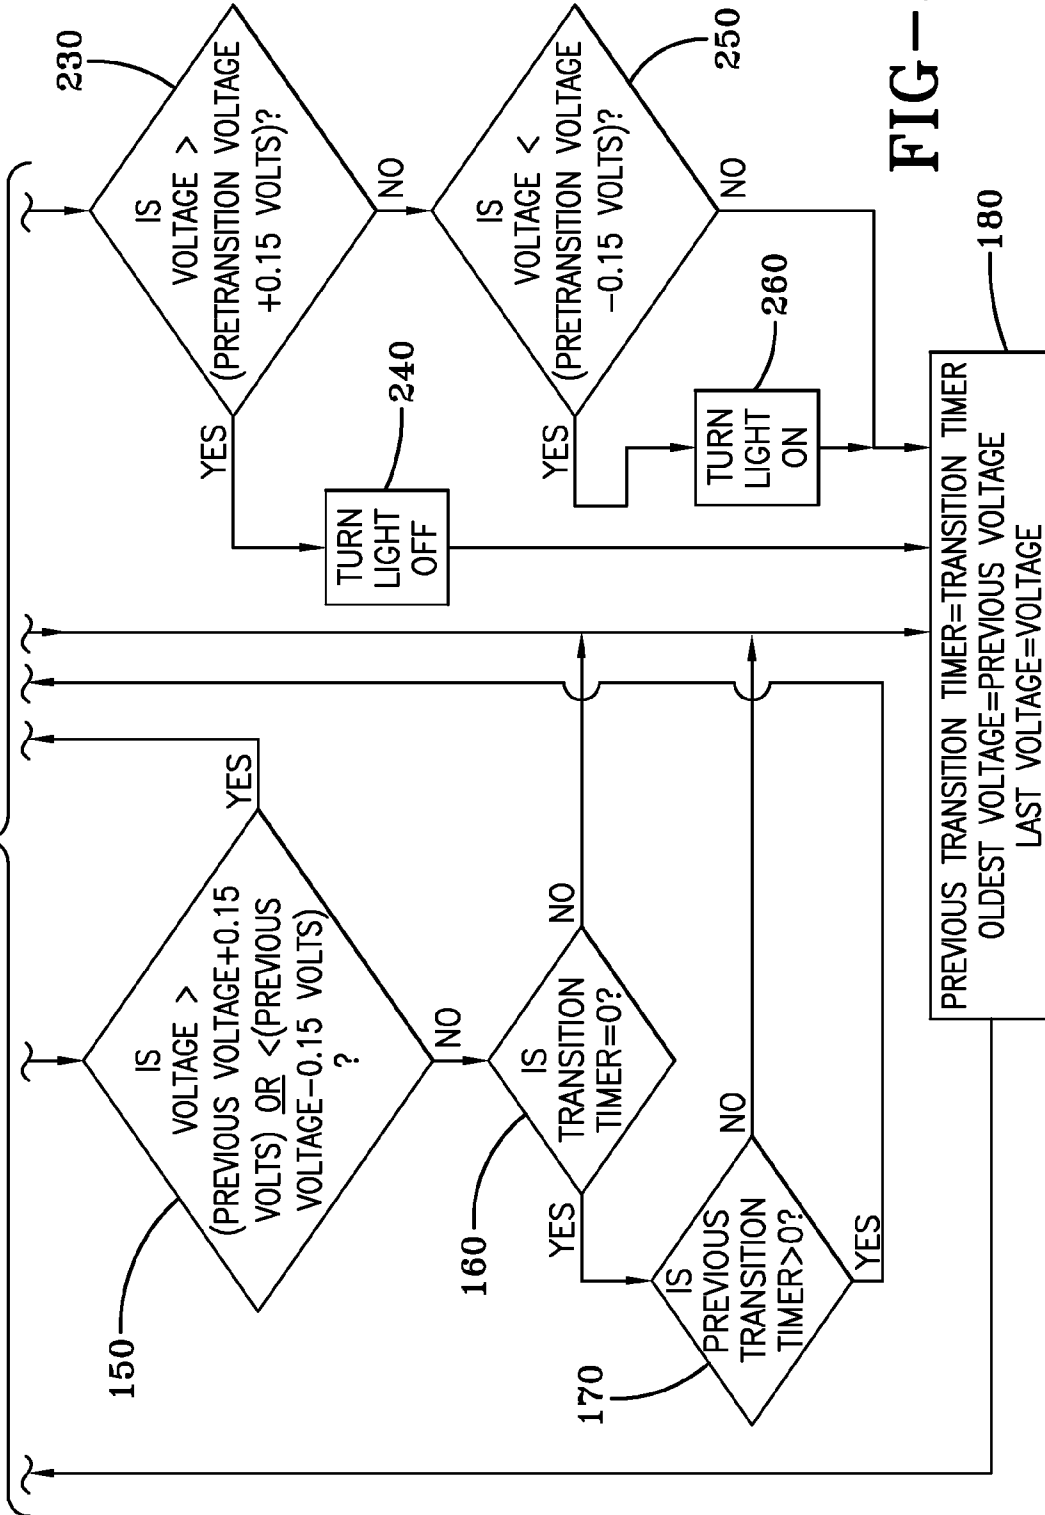 150
IS
VOLTAGE >
(PREVIOUS VOLTAGE+0.15
VOLTS) OR <(PREVIOUS
VOLTAGE-0.15 VOLTS)
?
YES
NO
160
IS
TRANSITION
TIMER=0?
NO
YES
170
IS
PREVIOUS
TRANSITION
TIMER>0?
NO
YES
230
IS
VOLTAGE >
(PRETRANSITION VOLTAGE
+0.15 VOLTS)?
YES
NO
240
TURN
LIGHT
OFF
250
IS
VOLTAGE <
(PRETRANSITION VOLTAGE
-0.15 VOLTS)?
YES
NO
260
TURN
LIGHT
ON
180
PREVIOUS TRANSITION TIMER=TRANSITION TIMER
OLDEST VOLTAGE=PREVIOUS VOLTAGE
LAST VOLTAGE=VOLTAGE
FIG-